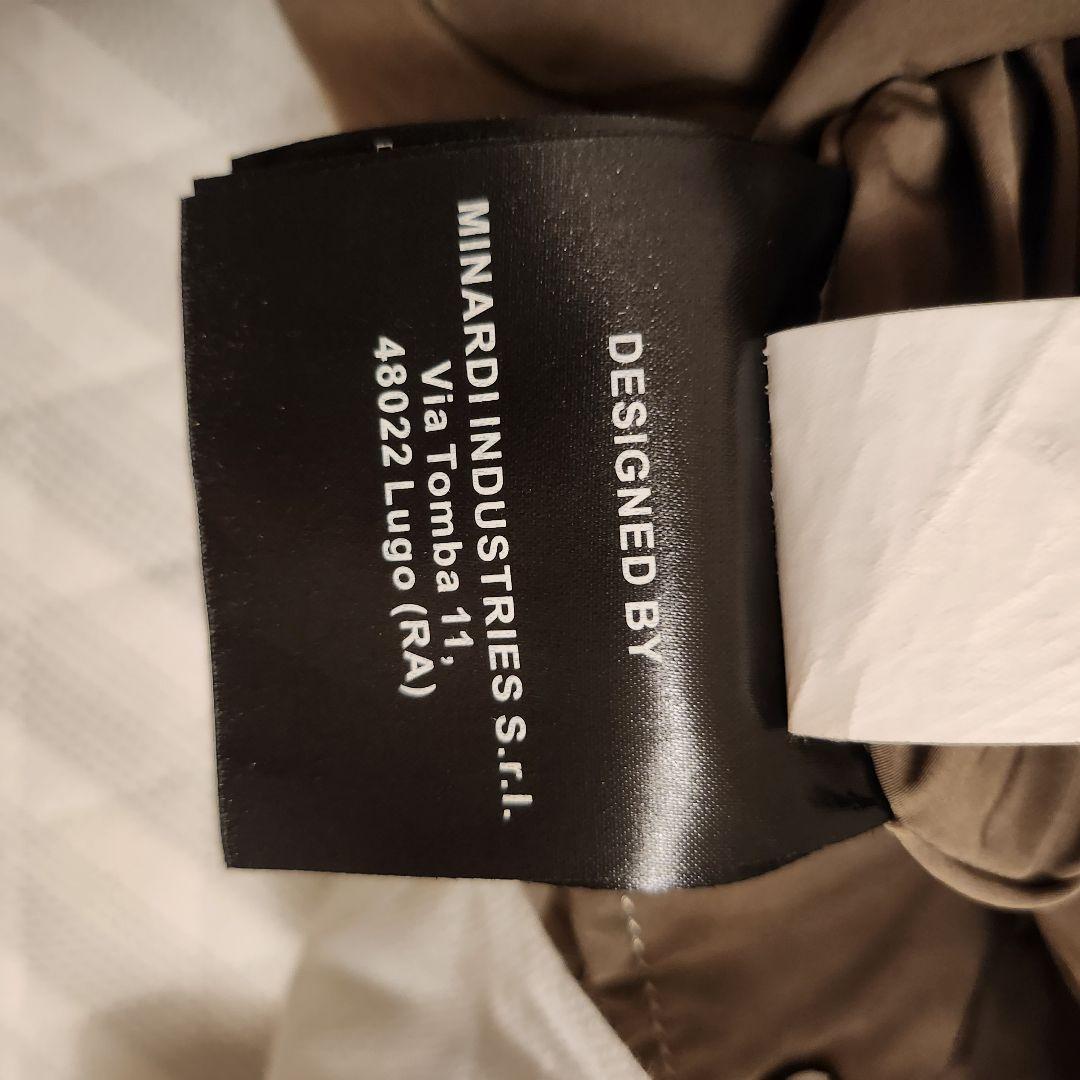 DESIGNED BY
MINARDI INDUSTRIES S.r.l.
Via Tomba 11,
48022 Lugo (RA)